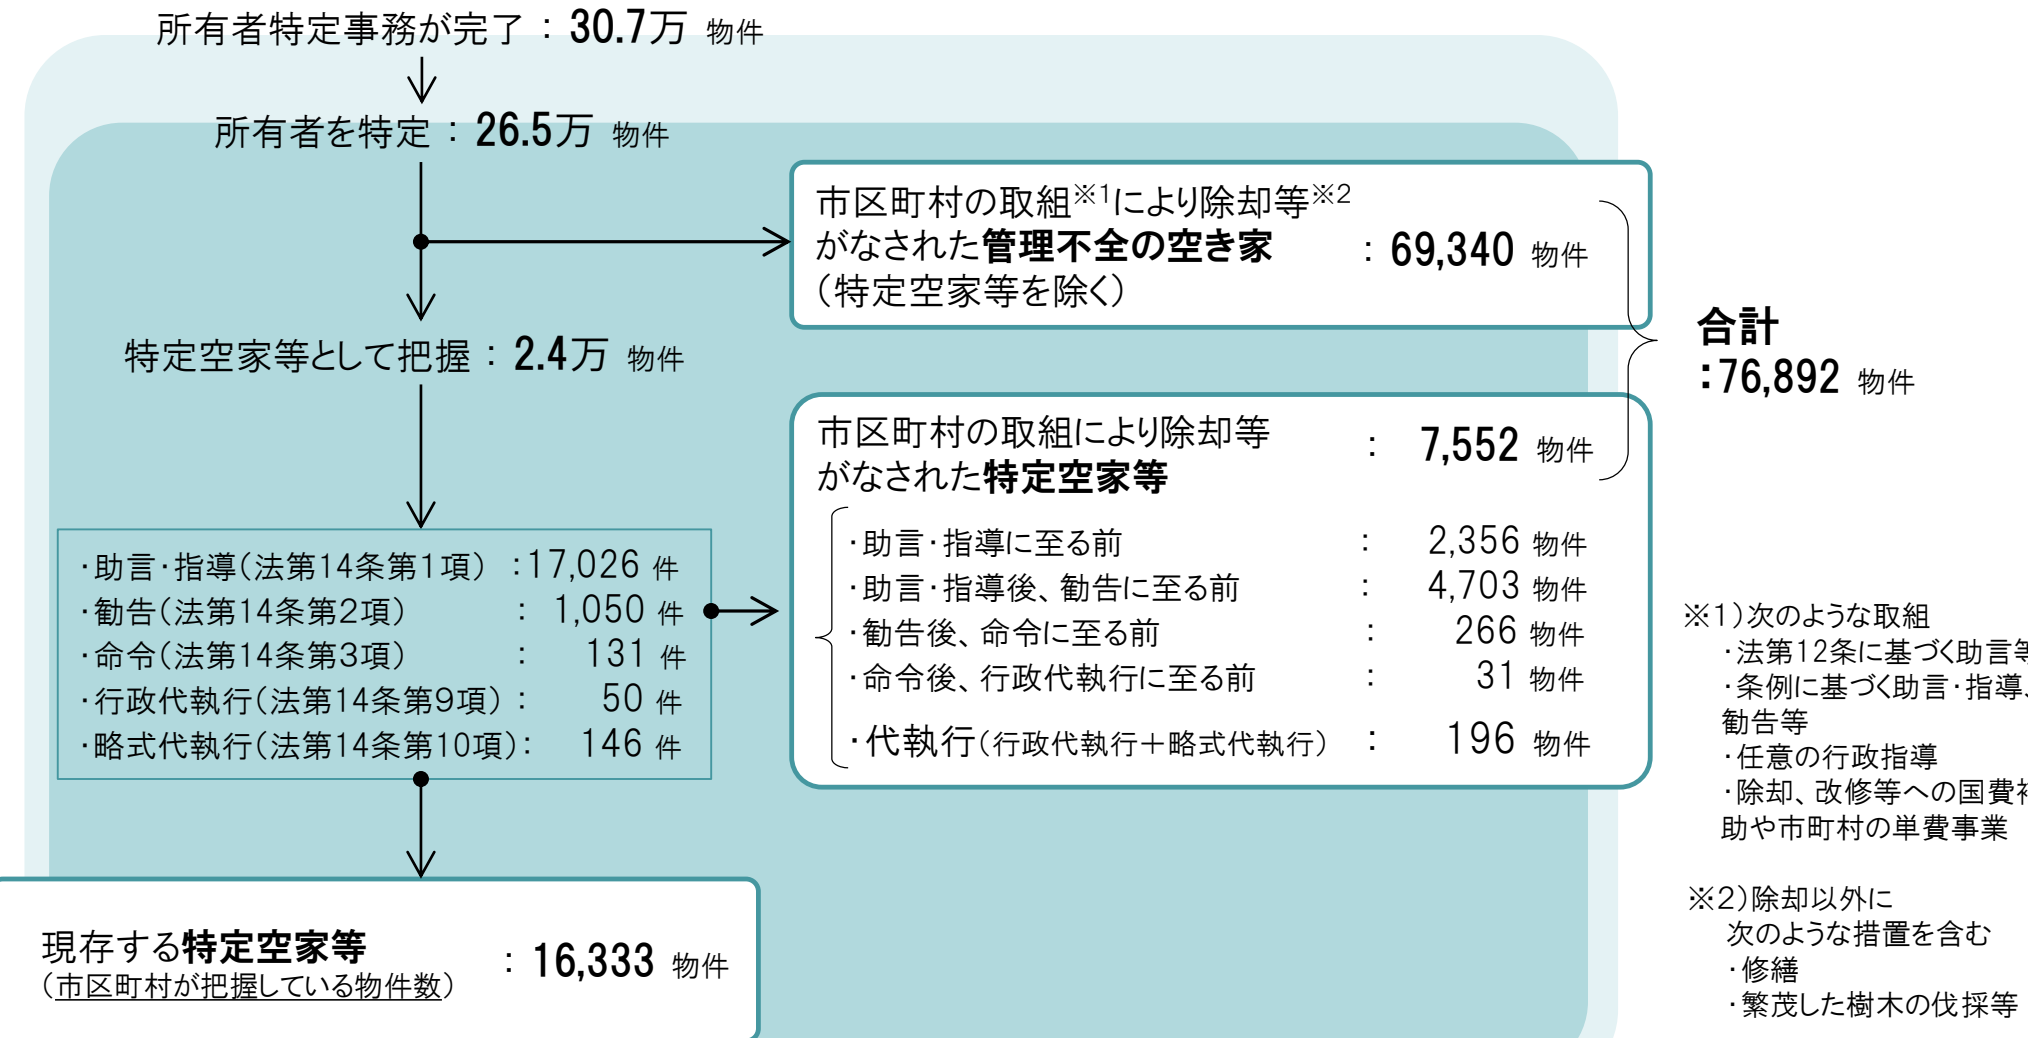 所有者特定事務が完了：30.7万 物件
所有者を特定：26.5万 物件
市区町村の取組※1により除却等※2
がなされた管理不全の空き家 ：69,340 物件
（特定空家等を除く）
特定空家等として把握：2.4万 物件
合計
：76,892 物件
市区町村の取組により除却等
がなされた特定空家等 ： 7,552 物件
・助言・指導に至る前 ： 2,356 物件
・助言・指導後、勧告に至る前 ： 4,703 物件
・勧告後、命令に至る前 ： 266 物件
・命令後、行政代執行に至る前 ： 31 物件
・代執行（行政代執行＋略式代執行） ： 196 物件
・助言・指導（法第14条第1項） ：17,026 件
・勧告（法第14条第2項） ： 1,050 件
・命令（法第14条第3項） ： 131 件
・行政代執行（法第14条第9項）： 50 件
・略式代執行（法第14条第10項）： 146 件
現存する特定空家等 ：16,333 物件
（市区町村が把握している物件数）
※1）次のような取組
・法第12条に基づく助言等
・条例に基づく助言・指導、
勧告等
・任意の行政指導
・除却、改修等への国費補
助や市町村の単費事業
※2）除却以外に
次のような措置を含む
・修繕
・繁茂した樹木の伐採等